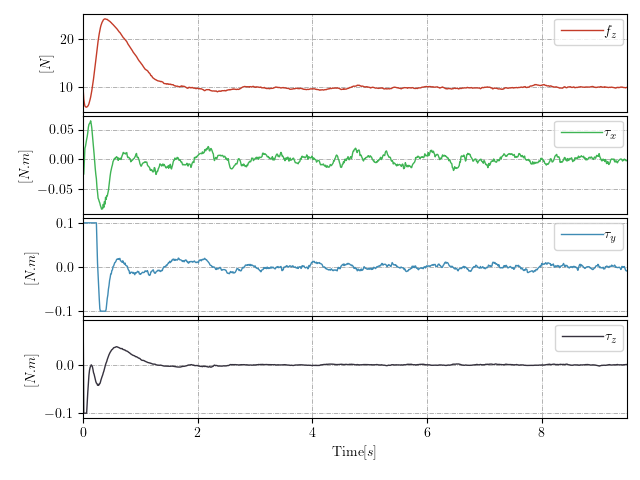 20
10
[N]
f_z
0.05
0.00
−0.05
[N.m]
τ_x
0.1
0.0
−0.1
[N.m]
τ_y
0.0
−0.1
[N.m]
τ_z
0 2 4 6 8
Time[s]